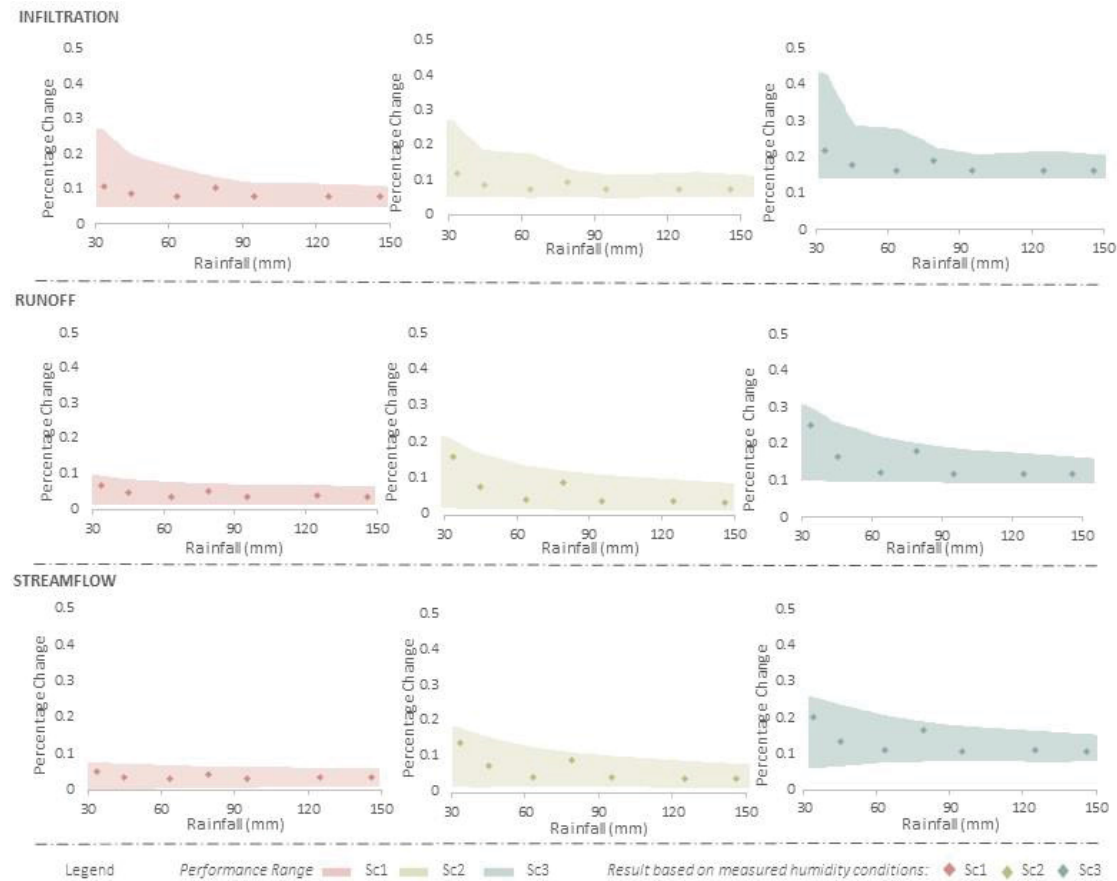 INFILTRATION
Percentage Change
0.5
0.4
0.3
0.2
0.1
0
30 60 90 120 150
Rainfall (mm)
Percentage Change
0.5
0.4
0.3
0.2
0.1
0
30 60 90 120 150
Rainfall (mm)
Percentage Change
0.5
0.4
0.3
0.2
0.1
0
30 60 90 120 150
Rainfall (mm)
RUNOFF
Percentage Change
0.5
0.4
0.3
0.2
0.1
0
30 60 90 120 150
Rainfall (mm)
Percentage Change
0.5
0.4
0.3
0.2
0.1
0
30 60 90 120 150
Rainfall (mm)
Percentage Change
0.5
0.4
0.3
0.2
0.1
0
30 60 90 120 150
Rainfall (mm)
STREAMFLOW
Percentage Change
0.5
0.4
0.3
0.2
0.1
0
30 60 90 120 150
Rainfall (mm)
Percentage Change
0.5
0.4
0.3
0.2
0.1
0
30 60 90 120 150
Rainfall (mm)
Percentage Change
0.5
0.4
0.3
0.2
0.1
0
30 60 90 120 150
Rainfall (mm)
Legend Performance Range Sc1 Sc2 Sc3 Result based on measured humidity conditions: Sc1 Sc2 Sc3